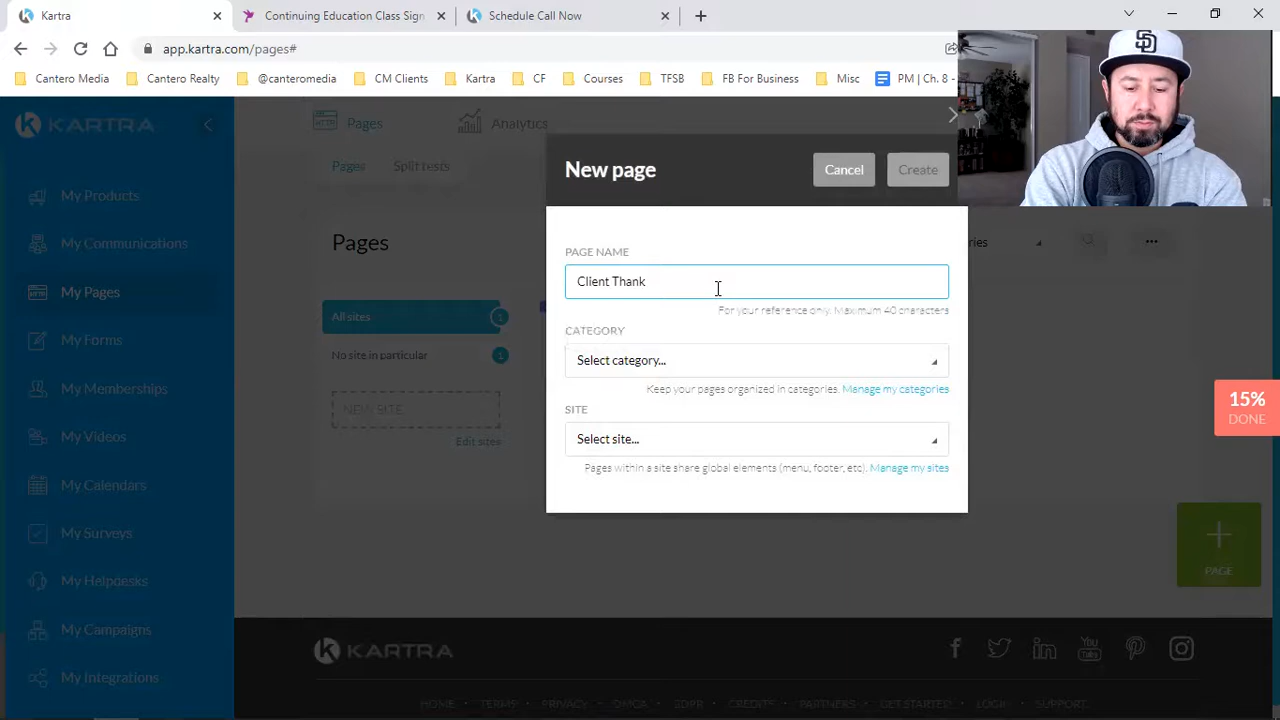 Kartra
Continuing Education Class Sign
Schedule Call Now
app.kartra.com/pages#
Cantero Media
Cantero Realty
@canteromedia
CM Clients
Kartra
CF
Courses
TFSB
FB For Business
Misc
PM | Ch. 8 -
KARTRA
Pages
Analytics
My Products
My Communications
My Pages
My Forms
My Memberships
My Videos
My Calendars
My Surveys
My Helpdesks
My Campaigns
My Integrations
Pages
Split tests
Pages
All sites
1
No site in particular
1
NEW SITE
Edit sites
New page
Cancel
Create
PAGE NAME
Client Thank
For your reference only. Maximum 40 characters
CATEGORY
Select category...
Keep your pages organized in categories. Manage my categories
SITE
Select site...
Pages within a site share global elements (menu, footer, etc). Manage my sites
15%
DONE
PAGE
KARTRA
You
Tube
HOME
TERMS
PRIVACY
DMCA
GDPR
CREDITS
PARTNERS
GET STARTED
LOGIN
SUPPORT
SD